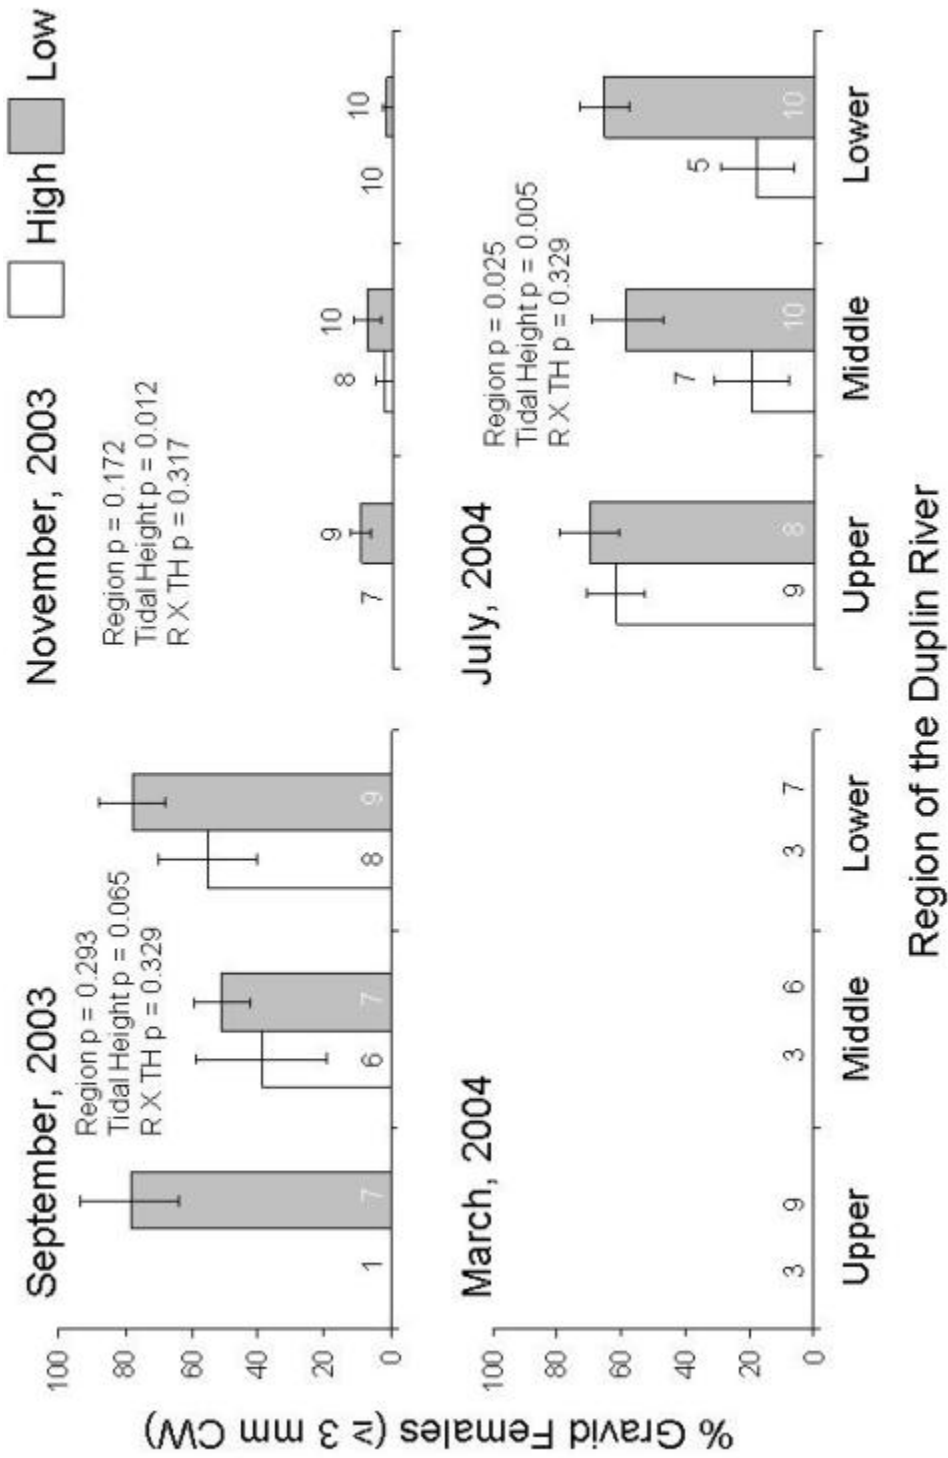 High Low
September, 2003
Region p = 0.293
Tidal Height p = 0.065
R X TH p = 0.329
100
80
60
40
20
0
1 7 6 7 8 9
November, 2003
Region p = 0.172
Tidal Height p = 0.012
R X TH p = 0.317
7 9 8 10 10 10
March, 2004
100
80
60
40
20
0
3 9 3 6 3 7
Upper Middle Lower
July, 2004
Region p = 0.025
Tidal Height p = 0.005
R X TH p = 0.329
9 8 7 10 5 10
Upper Middle Lower
% Gravid Females (≥ 3 mm CW)
Region of the Duplin River